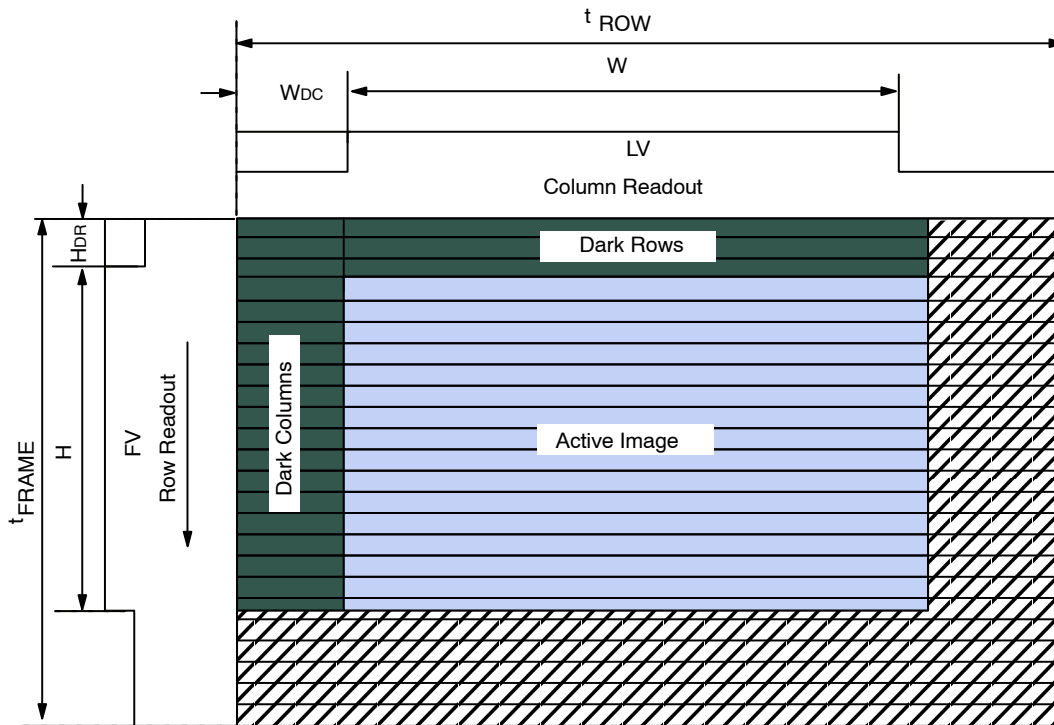 t ROW
W
WDC
LV
Column Readout
HDR
Dark Rows
Dark Columns
Active Image
Row Readout
FV
H
tFRAME